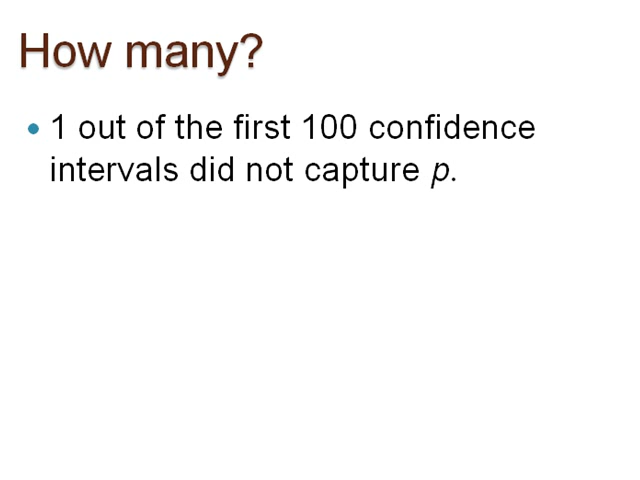 How many?
• 1 out of the first 100 confidence
intervals did not capture p.